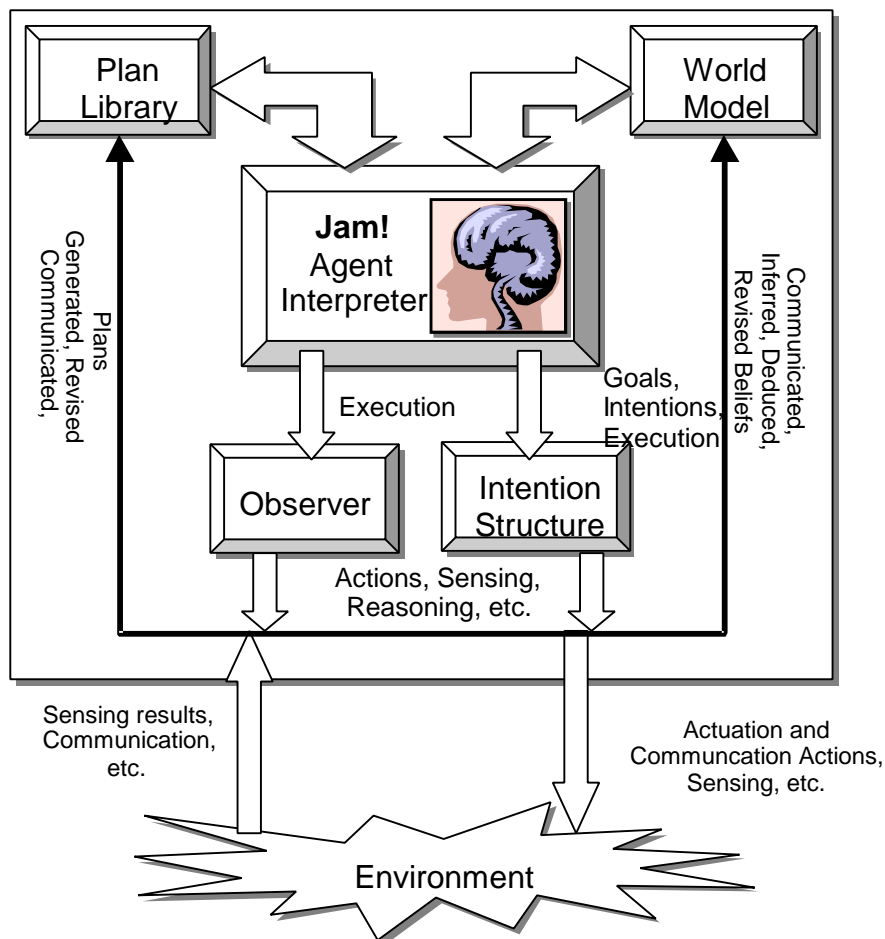 Plan
Library
World
Model
Jam!
Agent
Interpreter
Plans
Generated, Revised
Communicated,
Communicated,
Inferred, Deduced,
Revised Beliefs
Execution
Goals,
Intentions,
Execution
Observer
Intention
Structure
Actions, Sensing,
Reasoning, etc.
Sensing results,
Communication,
etc.
Actuation and
Communcation Actions,
Sensing, etc.
Environment